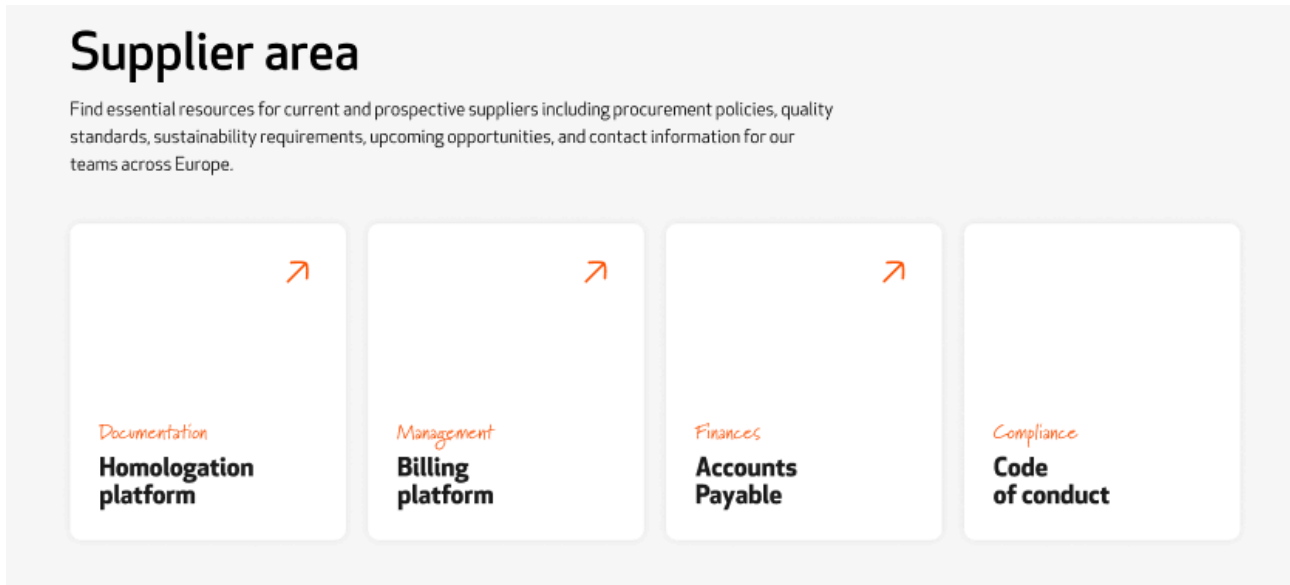 Supplier area
Find essential resources for current and prospective suppliers including procurement policies, quality
standards, sustainability requirements, upcoming opportunities, and contact information for our
teams across Europe.
Documentation
Homologation
platform
Management
Billing
platform
Finances
Accounts
Payable
Compliance
Code
of conduct